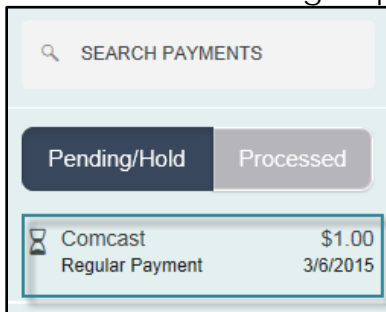 SEARCH PAYMENTS
Pending/Hold Processed
Comcast $1.00
Regular Payment 3/6/2015